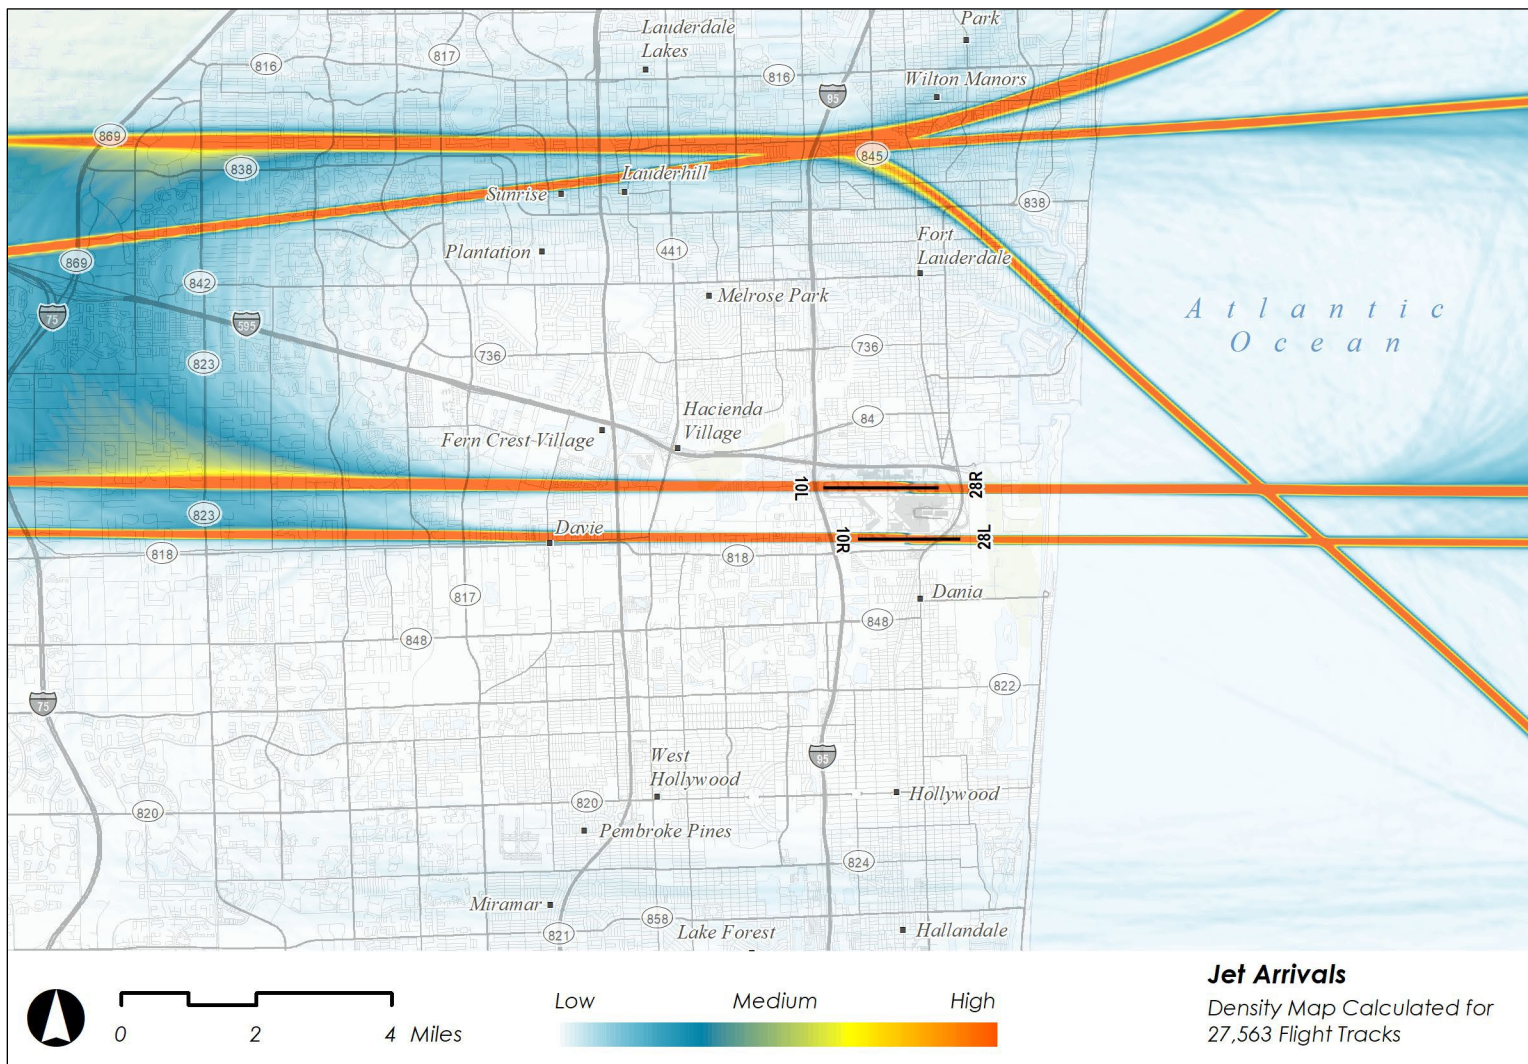 Park
Lauderdale
Lakes
816
817
816
Wilton Manors
95
869
845
838
Lauderhill
Sunrise
838
Plantation
441
Fort
Lauderdale
869
842
Melrose Park
Atlantic
Ocean
75
595
736
736
823
Hacienda
Village
84
Fern Crest Village
10L
28R
823
Davie
10R
28L
818
818
Dania
817
848
848
822
75
West
Hollywood
95
820
820
Hollywood
Pembroke Pines
824
Miramar
858
821
Lake Forest
Hallandale
Jet Arrivals
Density Map Calculated for
27,563 Flight Tracks
Low Medium High
0 2 4 Miles